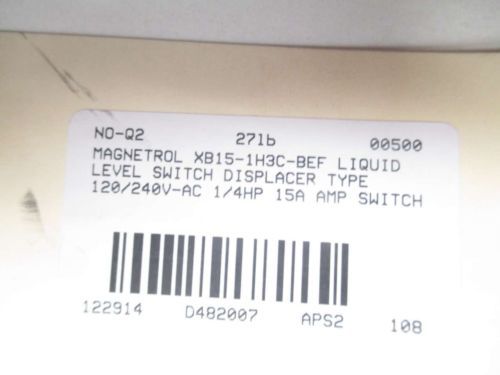 NO-Q2 27lb 00500
MAGNETROL XB15-1H3C-BEF LIQUID
LEVEL SWITCH DISPLACER TYPE
120/240V-AC 1/4HP 15A AMP SWITCH
122914 D482007 APS2 108